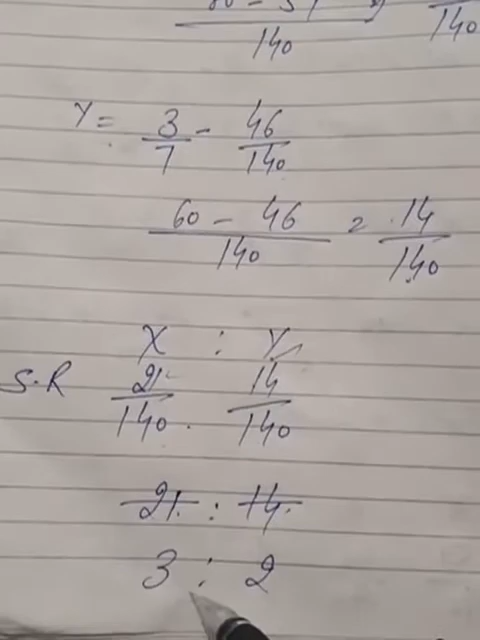 140
140
Y = 3/7 - 46/140
60 - 46/140 = 14/140
X : Y
S.R 21/140 14/140
21 : 14
3 : 2